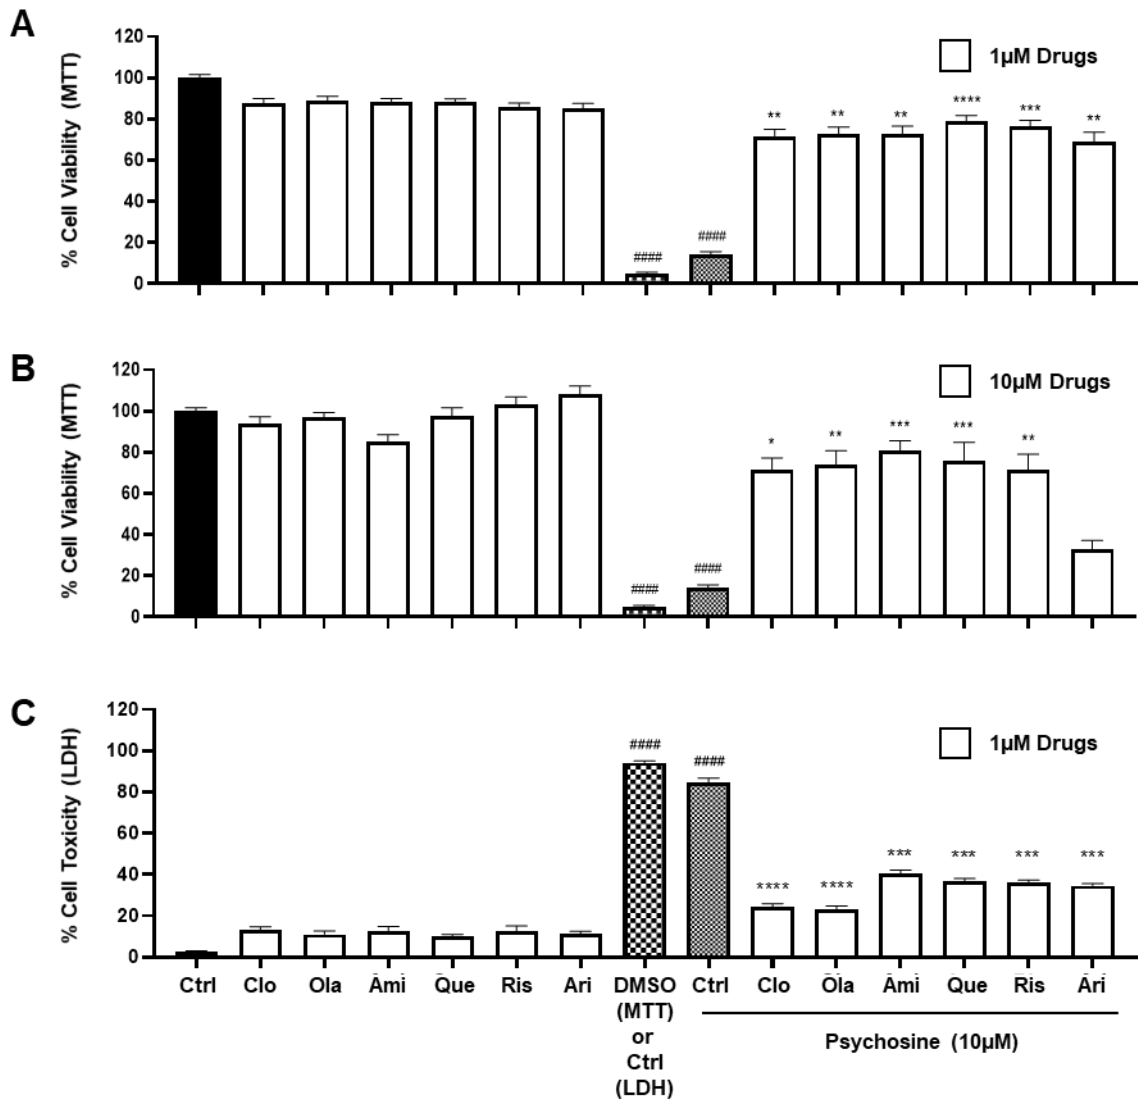 A
% Cell Viability (MTT)
120
100
80
60
40
20
0
1µM Drugs
####
####
**
**
**
****
***
**
B
% Cell Viability (MTT)
120
100
80
60
40
20
0
10µM Drugs
####
####
*
**
***
***
**
C
% Cell Toxicity (LDH)
120
100
80
60
40
20
0
1µM Drugs
####
####
****
****
***
***
***
***
Ctrl Clo Ola Ami Que Ris Ari DMSO Ctrl Clo Ola Ami Que Ris Ari
(MTT)
or
Ctrl
(LDH)
Psychosine (10µM)